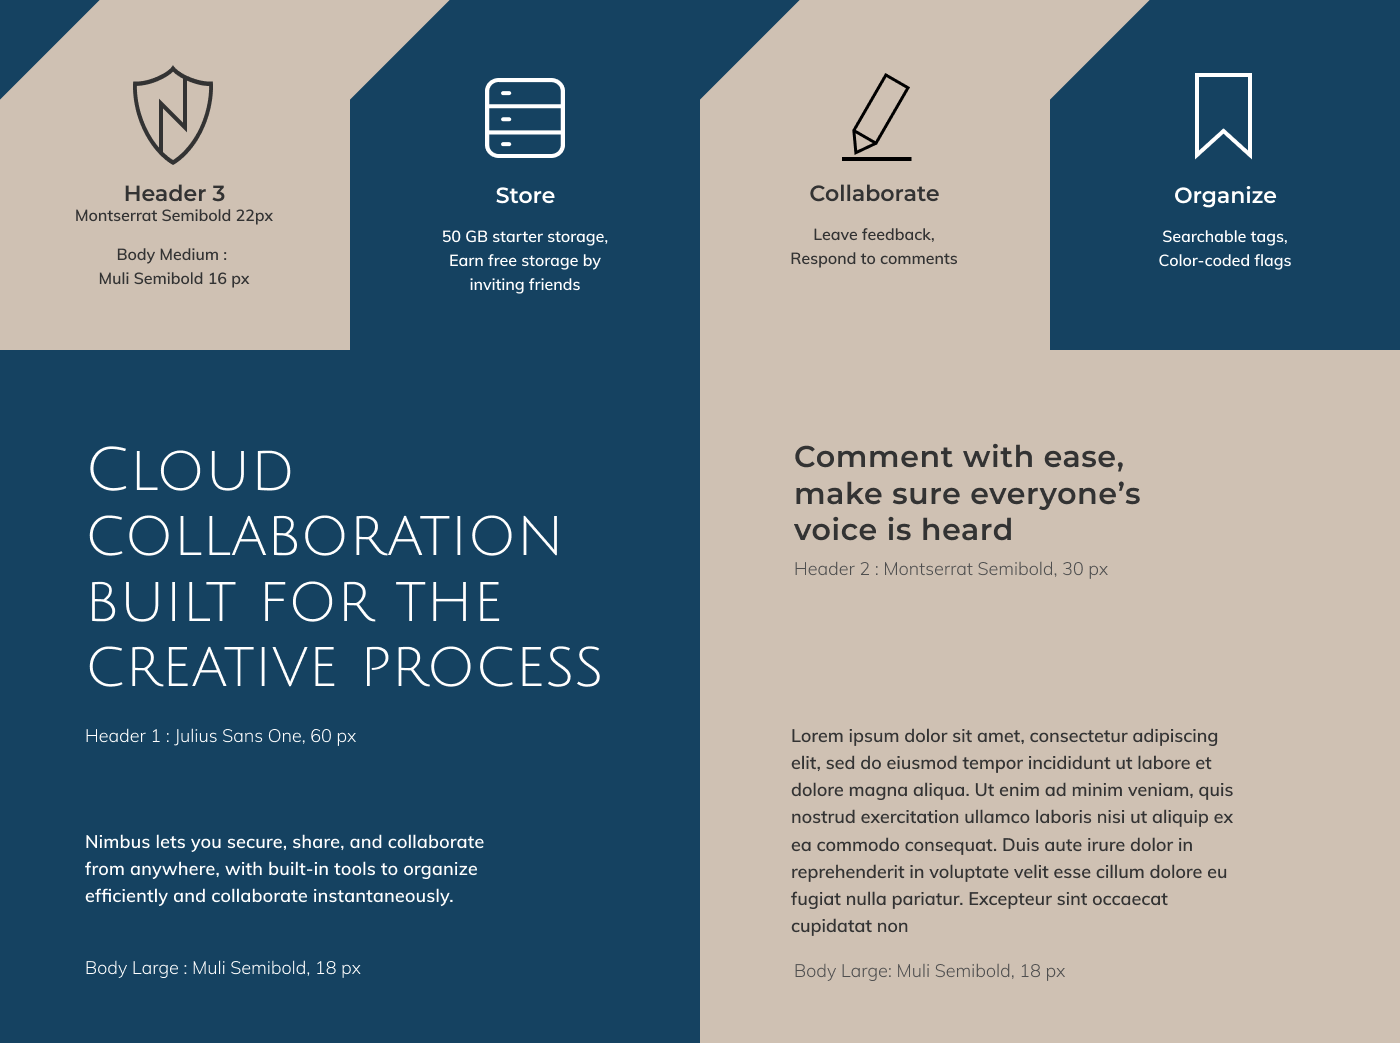 Header 3
Montserrat Semibold 22px
Body Medium :
Muli Semibold 16 px
Store
50 GB starter storage,
Earn free storage by
inviting friends
Collaborate
Leave feedback,
Respond to comments
Organize
Searchable tags,
Color-coded flags
Cloud
collaboration
built for the
creative process
Header 1 : Julius Sans One, 60 px
Nimbus lets you secure, share, and collaborate
from anywhere, with built-in tools to organize
efficiently and collaborate instantaneously.
Body Large : Muli Semibold, 18 px
Comment with ease,
make sure everyone’s
voice is heard
Header 2 : Montserrat Semibold, 30 px
Lorem ipsum dolor sit amet, consectetur adipiscing
elit, sed do eiusmod tempor incididunt ut labore et
dolore magna aliqua. Ut enim ad minim veniam, quis
nostrud exercitation ullamco laboris nisi ut aliquip ex
ea commodo consequat. Duis aute irure dolor in
reprehenderit in voluptate velit esse cillum dolore eu
fugiat nulla pariatur. Excepteur sint occaecat
cupidatat non
Body Large: Muli Semibold, 18 px